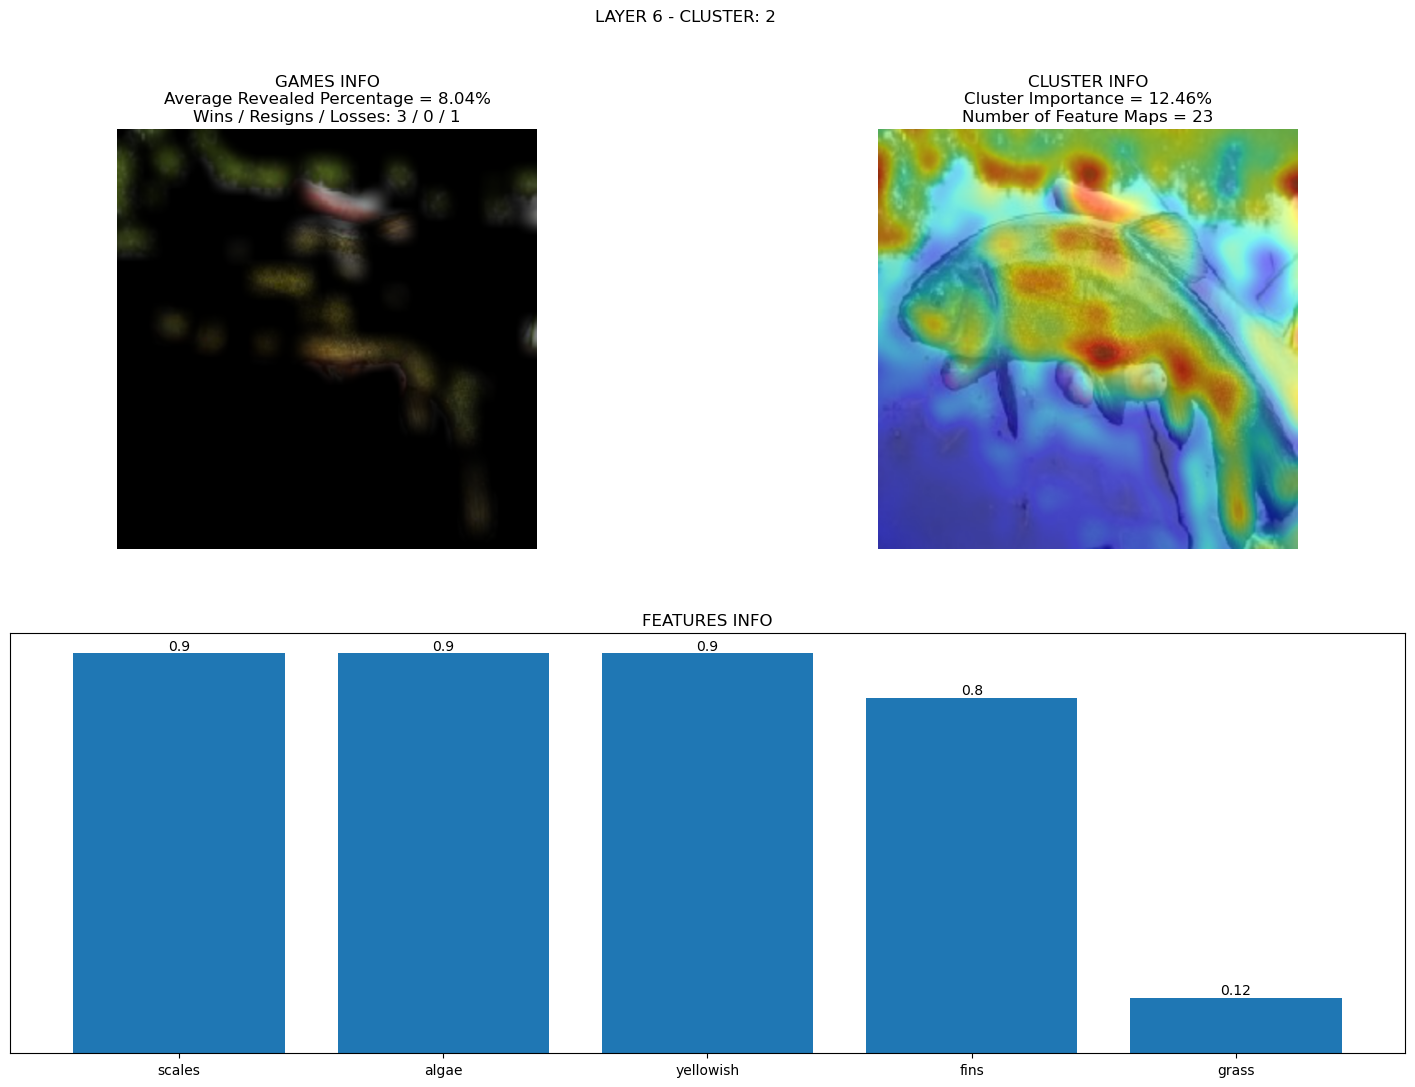 LAYER 6 - CLUSTER: 2
GAMES INFO
Average Revealed Percentage = 8.04%
Wins / Resigns / Losses: 3 / 0 / 1
CLUSTER INFO
Cluster Importance = 12.46%
Number of Feature Maps = 23
FEATURES INFO
0.9
0.9
0.9
0.8
0.12
scales
algae
yellowish
fins
grass